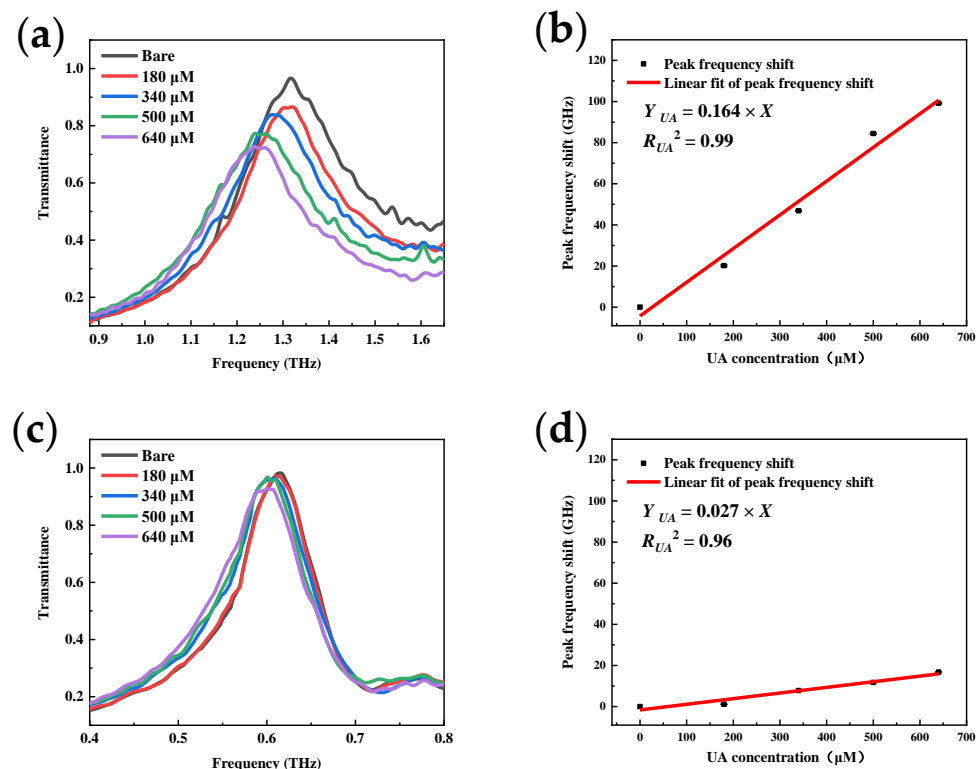 (a)
Bare
180 μM
340 μM
500 μM
640 μM
1.0
0.8
0.6
0.4
0.2
Transmittance
0.9 1.0 1.1 1.2 1.3 1.4 1.5 1.6
Frequency (THz)
(b)
Peak frequency shift
Linear fit of peak frequency shift
Y UA = 0.164 × X
R_UA² = 0.99
120
100
80
60
40
20
0
Peak frequency shift (GHz)
0 100 200 300 400 500 600 700
UA concentration（μM）
(c)
Bare
180 μM
340 μM
500 μM
640 μM
1.0
0.8
0.6
0.4
0.2
Transmittance
0.4 0.5 0.6 0.7 0.8
Frequency (THz)
(d)
Peak frequency shift
Linear fit of peak frequency shift
Y UA = 0.027 × X
R_UA² = 0.96
120
100
80
60
40
20
0
Peak frequency shift (GHz)
0 100 200 300 400 500 600 700
UA concentration（μM）